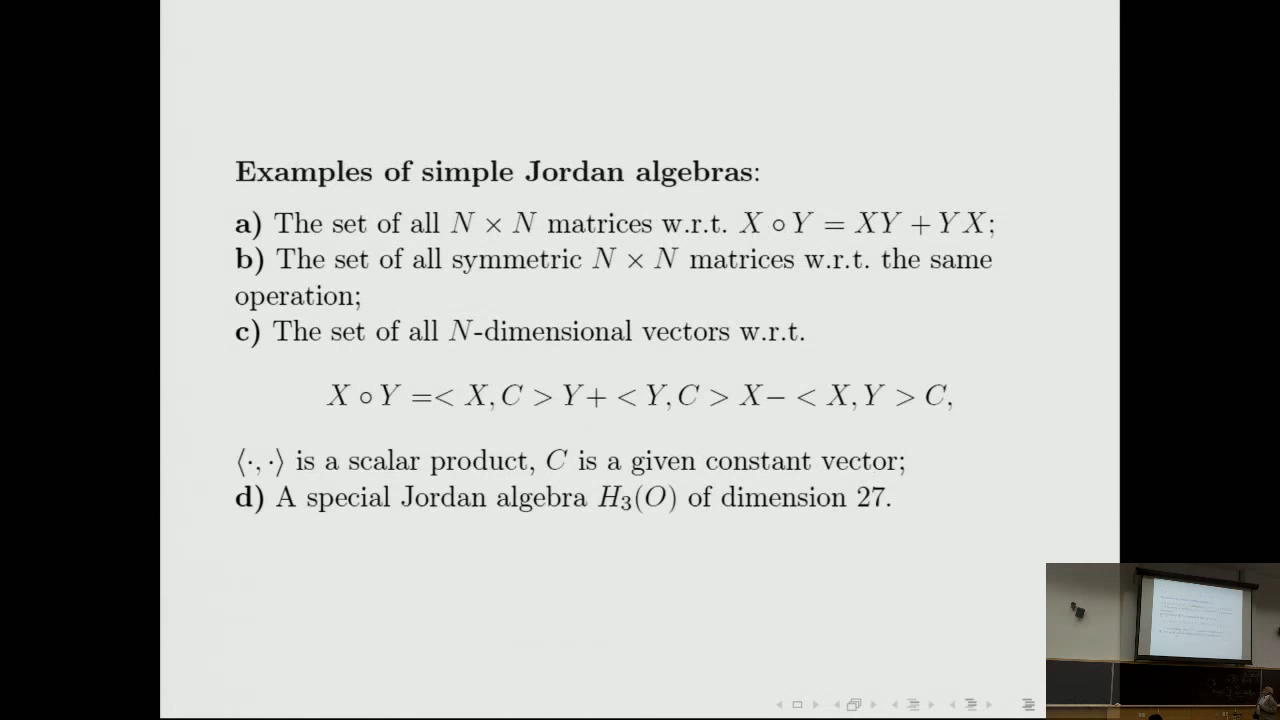 Examples of simple Jordan algebras:
a) The set of all N × N matrices w.r.t. X ∘ Y = XY + YX;
b) The set of all symmetric N × N matrices w.r.t. the same
operation;
c) The set of all N-dimensional vectors w.r.t.
X ∘ Y =< X, C > Y+ < Y, C > X− < X, Y > C,
⟨·, ·⟩ is a scalar product, C is a given constant vector;
d) A special Jordan algebra H₃(O) of dimension 27.